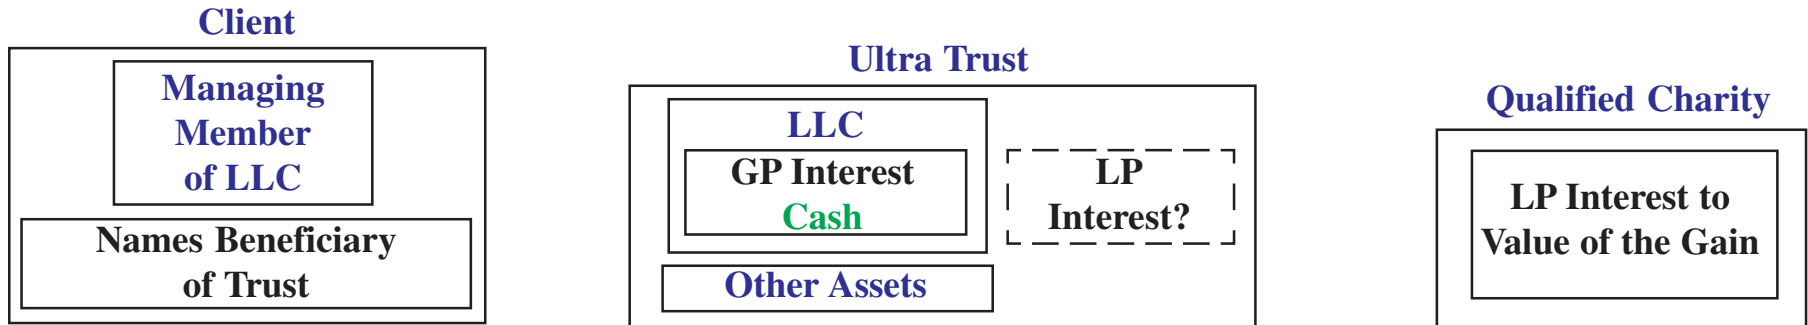 Client
Managing
Member
of LLC
Names Beneficiary
of Trust
Ultra Trust
LLC
GP Interest
Cash
LP
Interest?
Other Assets
Qualified Charity
LP Interest to
Value of the Gain